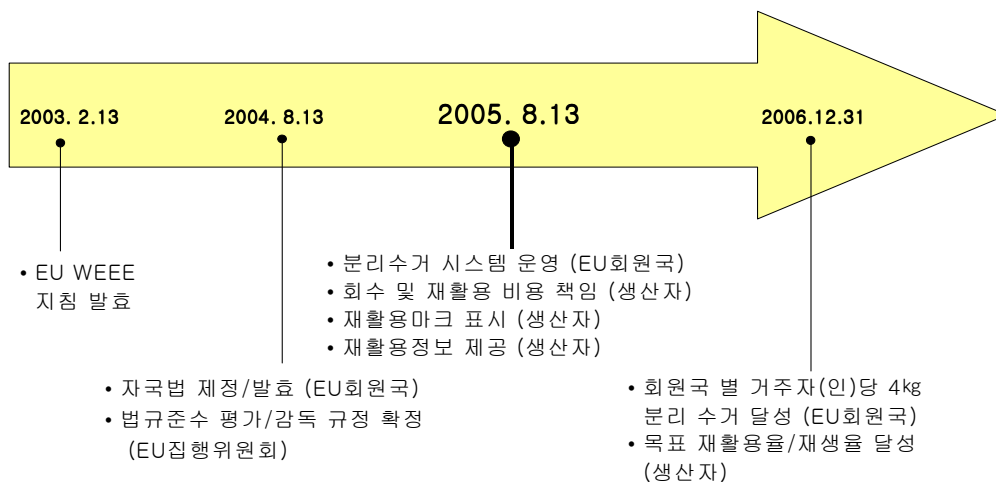 2003. 2.13
2004. 8.13
2005. 8.13
2006.12.31
• EU WEEE
지침 발효
• 자국법 제정/발효 (EU회원국)
• 법규준수 평가/감독 규정 확정
(EU집행위원회)
• 분리수거 시스템 운영 (EU회원국)
• 회수 및 재활용 비용 책임 (생산자)
• 재활용마크 표시 (생산자)
• 재활용정보 제공 (생산자)
• 회원국 별 거주자(인)당 4kg
분리 수거 달성 (EU회원국)
• 목표 재활용율/재생율 달성
(생산자)